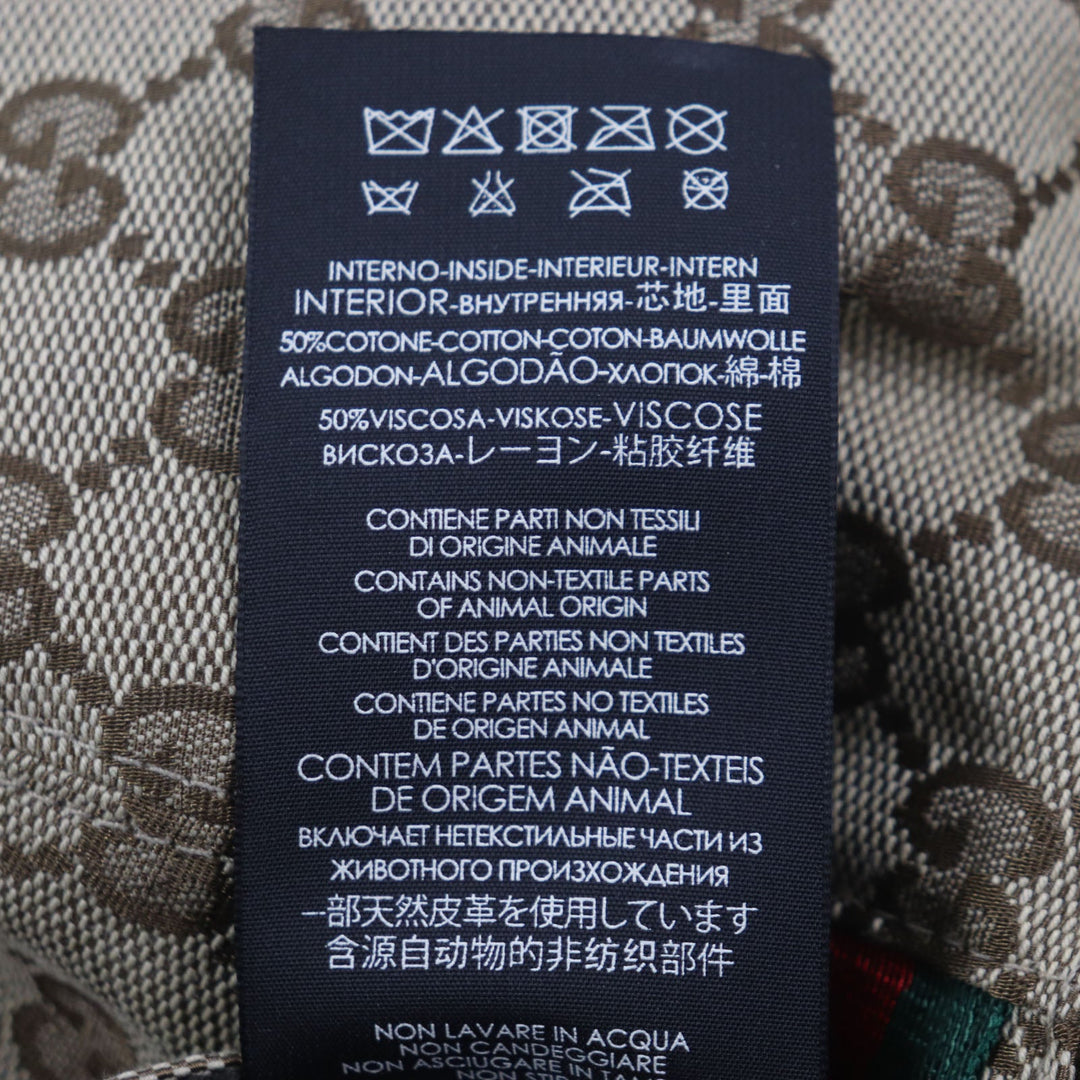 INTERNO-INSIDE-INTERIEUR-INTERN
INTERIOR-ВНУТРЕННЯЯ-芯地-里面
50%COTONE-COTTON-COTON-BAUMWOLLE
ALGODON-ALGODÃO-ХЛОПОК-綿-棉
50%VISCOSA-VISKOSE-VISCOSE
ВИСКОЗА-レーヨン-粘胶纤维
CONTIENE PARTI NON TESSILI
DI ORIGINE ANIMALE
CONTAINS NON-TEXTILE PARTS
OF ANIMAL ORIGIN
CONTIENT DES PARTIES NON TEXTILES
D'ORIGINE ANIMALE
CONTIENE PARTES NO TEXTILES
DE ORIGEN ANIMAL
CONTEM PARTES NÃO-TEXTEIS
DE ORIGEM ANIMAL
ВКЛЮЧАЕТ НЕТЕКСТИЛЬНЫЕ ЧАСТИ ИЗ
ЖИВОТНОГО ПРОИЗХОЖДЕНИЯ
一部天然皮革を使用しています
含源自动物的非纺织部件
NON LAVARE IN ACQUA
NON CANDEGGIARE
NON ASCIUGARE IN
NON